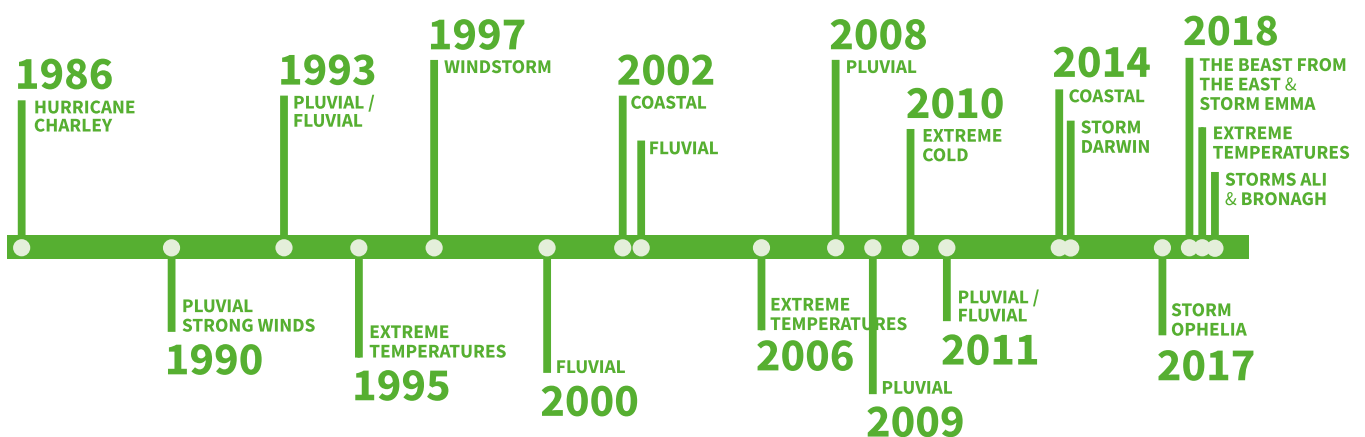 1986
HURRICANE
CHARLEY
1993
PLUVIAL /
FLUVIAL
1997
WINDSTORM
2002
COASTAL
FLUVIAL
2008
PLUVIAL
2010
EXTREME
COLD
2014
COASTAL
STORM
DARWIN
2018
THE BEAST FROM
THE EAST &
STORM EMMA
EXTREME
TEMPERATURES
STORMS ALI
& BRONAGH
PLUVIAL
STRONG WINDS
1990
EXTREME
TEMPERATURES
1995
FLUVIAL
2000
EXTREME
TEMPERATURES
2006
PLUVIAL
2009
PLUVIAL /
FLUVIAL
2011
STORM
OPHELIA
2017